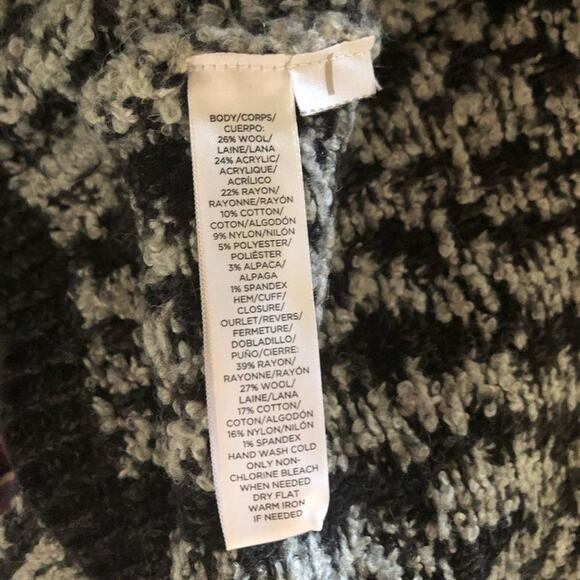 BODY/CORPS/
CUERPO:
26% WOOL/
LAINE/LANA
24% ACRYLIC/
ACRYLIQUE/
ACRÍLICO
22% RAYON/
RAYONNE/RAYÓN
10% COTTON/
COTON/ALGODÓN
9% NYLON/NILÓN
5% POLYESTER/
POLIÉSTER
3% ALPACA/
ALPAGA
1% SPANDEX
HEM/CUFF/
CLOSURE/
OURLET/REVERS/
FERMETURE/
DOBLADILLO/
PUÑO/CIERRE:
39% RAYON/
RAYONNE/RAYÓN
27% WOOL/
LAINE/LANA
17% COTTON/
COTON/ALGODÓN
16% NYLON/NILÓN
1% SPANDEX
HAND WASH COLD
ONLY NON-
CHLORINE BLEACH
WHEN NEEDED
DRY FLAT
WARM IRON
IF NEEDED